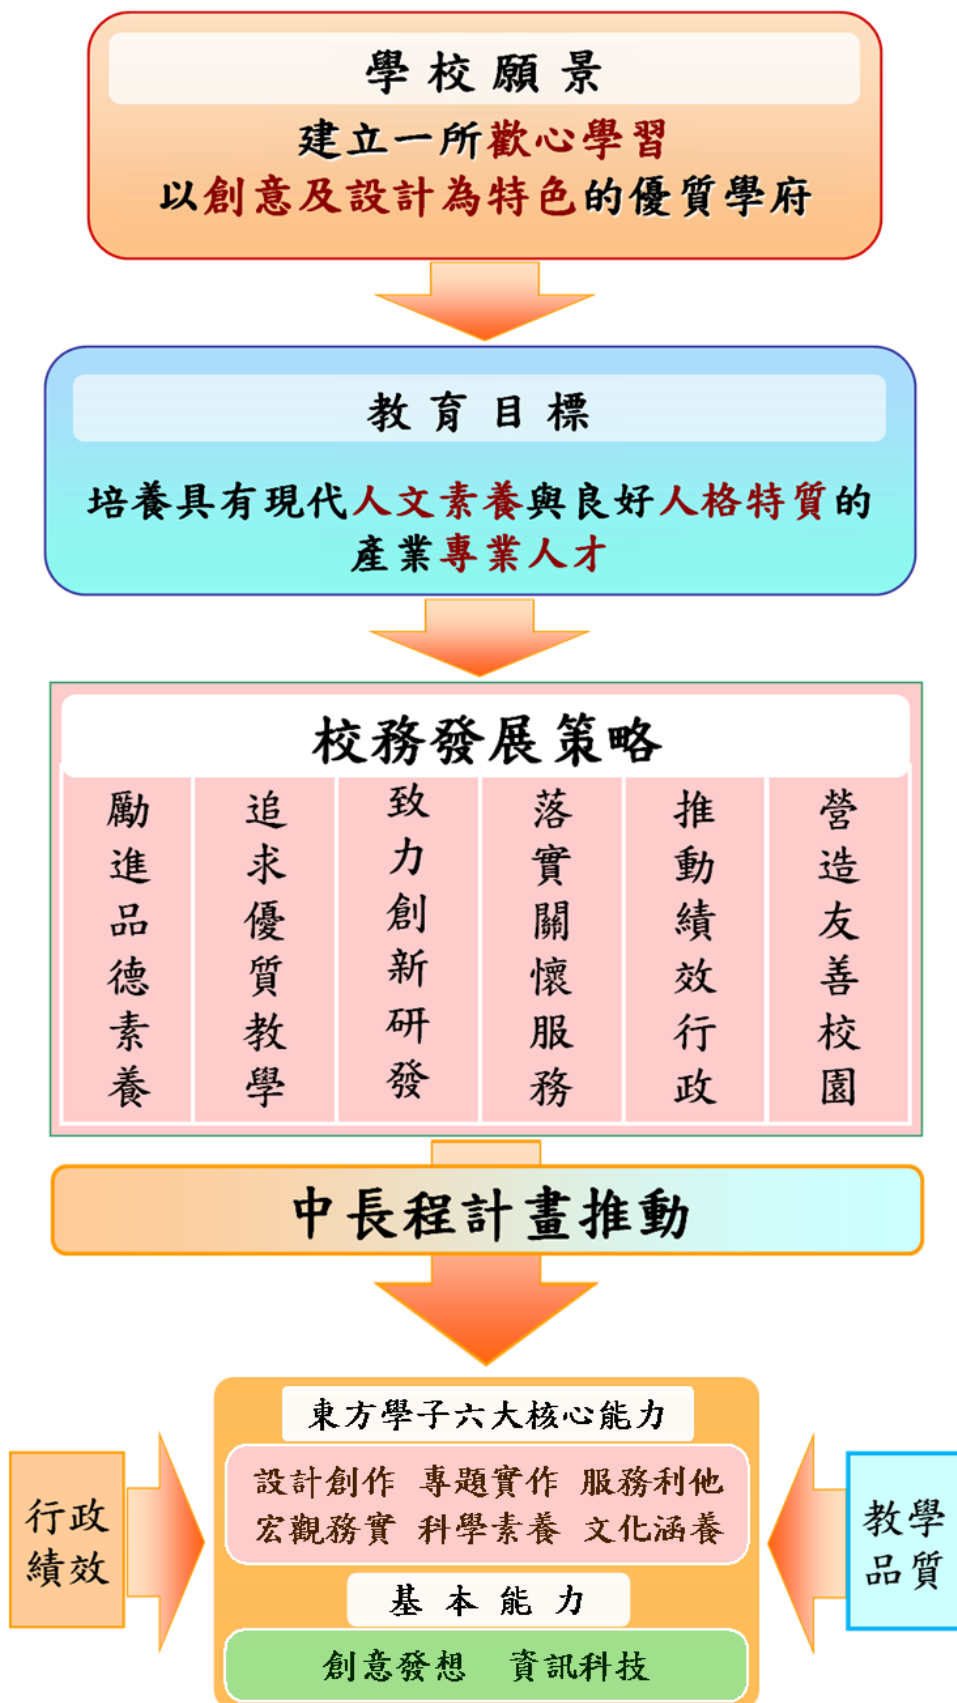 學校願景
建立一所歡心學習
以創意及設計為特色的優質學府
教育目標
培養具有現代人文素養與良好人格特質的
產業專業人才
校務發展策略
勵進品德素養
追求優質教學
致力創新研發
落實關懷服務
推動績效行政
營造友善校園
中長程計畫推動
東方學子六大核心能力
設計創作 專題實作 服務利他
宏觀務實 科學素養 文化涵養
基本能力
創意發想 資訊科技
行政
績效
教學
品質